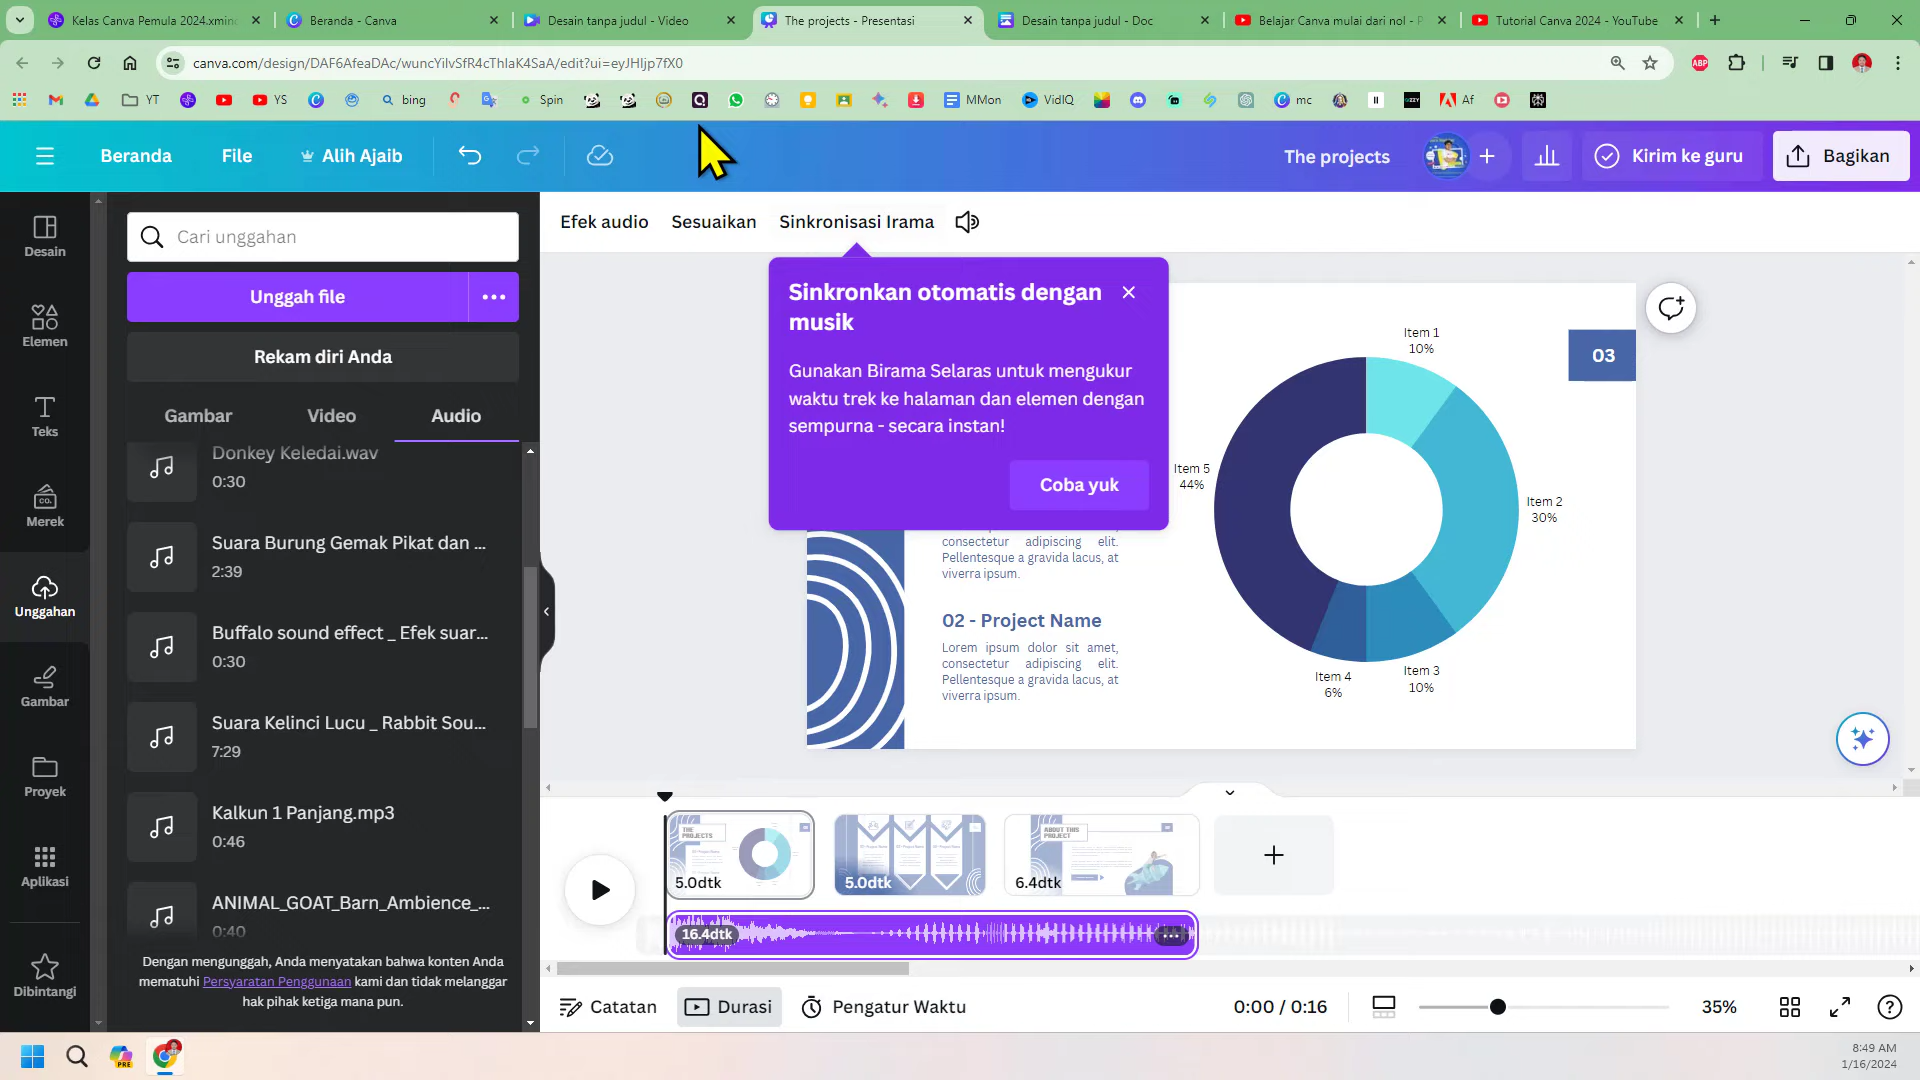 Kelas Canva Pemula 2024.xmind
Beranda - Canva
Desain tanpa judul - Video
The projects - Presentasi
Desain tanpa judul - Doc
Belajar Canva mulai dari nol - P
Tutorial Canva 2024 - YouTube
canva.com/design/DAF6AfeaDAc/wuncYilvSfR4cThlaK4SaA/edit?ui=eyJHIjp7fX0
ABP
YT
YS
bing
Spin
MMon
VidIQ
mc
Af
Beranda
File
Alih Ajaib
The projects
Kirim ke guru
Bagikan
Desain
Elemen
Teks
Merek
Unggahan
Gambar
Proyek
Aplikasi
Dibintangi
Cari unggahan
Unggah file
Rekam diri Anda
Gambar
Video
Audio
Donkey Keledai.wav
0:30
Suara Burung Gemak Pikat dan ...
2:39
Buffalo sound effect _ Efek suar...
0:30
Suara Kelinci Lucu _ Rabbit Sou...
7:29
Kalkun 1 Panjang.mp3
0:46
ANIMAL_GOAT_Barn_Ambience_...
0:40
Dengan mengunggah, Anda menyatakan bahwa konten Anda
mematuhi Persyaratan Penggunaan kami dan tidak melanggar
hak pihak ketiga mana pun.
Efek audio
Sesuaikan
Sinkronisasi Irama
Sinkronkan otomatis dengan
musik
Gunakan Birama Selaras untuk mengukur
waktu trek ke halaman dan elemen dengan
sempurna - secara instan!
Coba yuk
consectetur adipiscing elit.
Pellentesque a gravida lacus, at
viverra ipsum.
02 - Project Name
Lorem ipsum dolor sit amet,
consectetur adipiscing elit.
Pellentesque a gravida lacus, at
viverra ipsum.
03
Item 1
10%
Item 2
30%
Item 3
10%
Item 4
6%
Item 5
44%
THE
PROJECTS
5.0dtk
5.0dtk
ABOUT THIS
PROJECT
6.4dtk
16.4dtk
Catatan
Durasi
Pengatur Waktu
0:00 / 0:16
35%
PRE
8:49 AM
1/16/2024